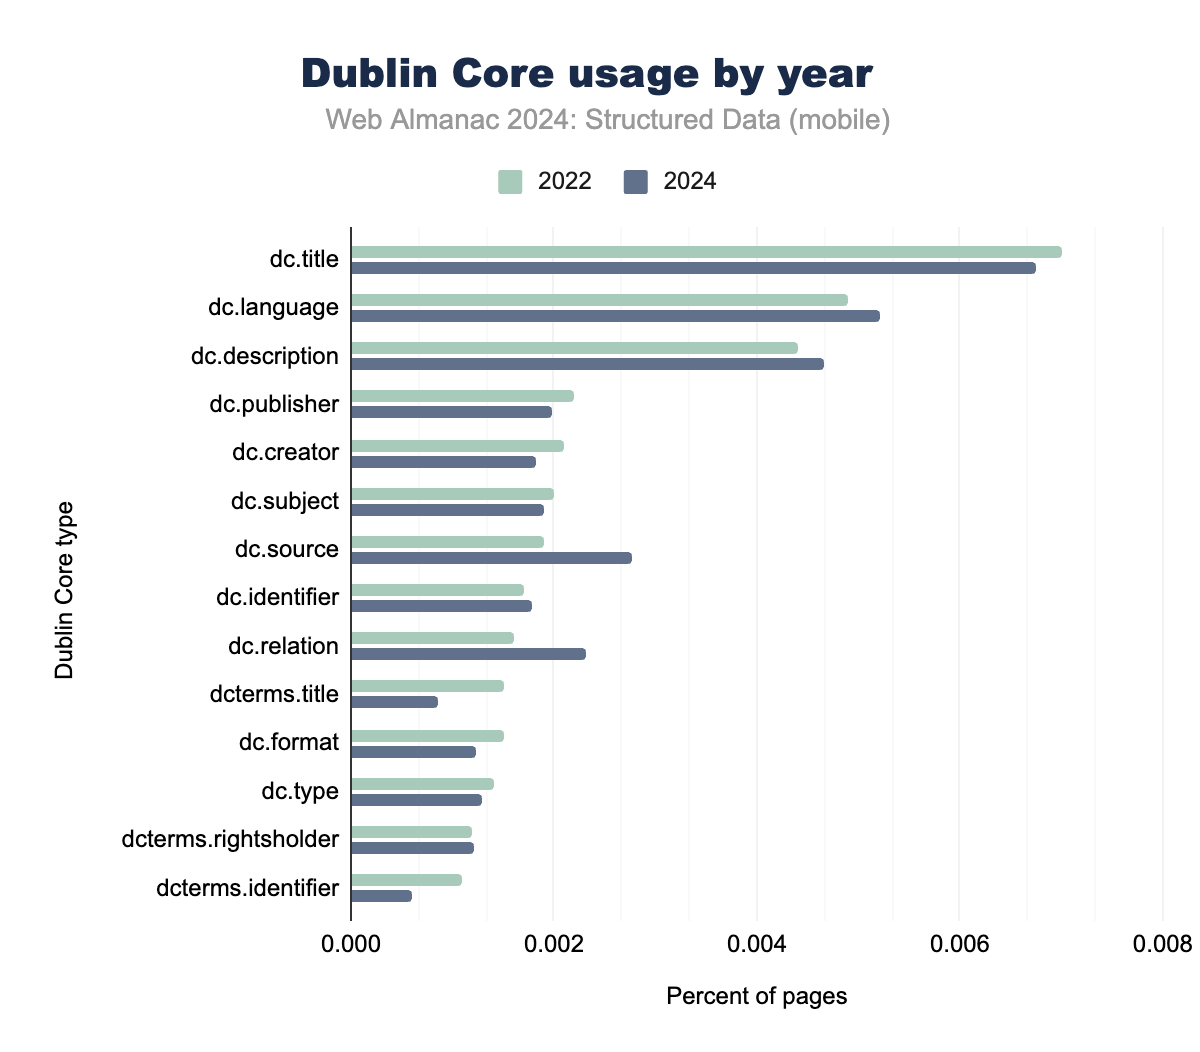 Dublin Core usage by year
Web Almanac 2024: Structured Data (mobile)
2022 2024
dc.title
dc.language
dc.description
dc.publisher
dc.creator
dc.subject
dc.source
dc.identifier
dc.relation
dcterms.title
dc.format
dc.type
dcterms.rightsholder
dcterms.identifier
Dublin Core type
0.000 0.002 0.004 0.006 0.008
Percent of pages